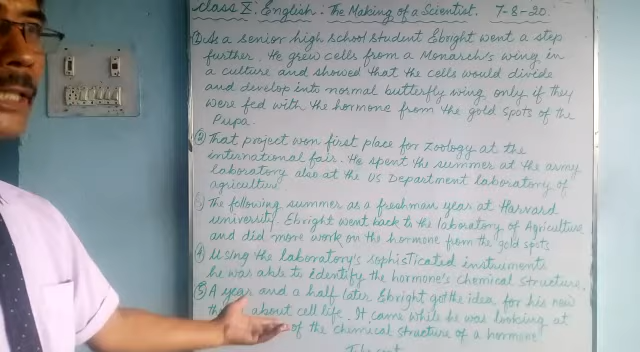 Class X. English. The Making of a Scientist. 7-8-20.
① As a senior high school student Ebright went a step
further. He grew cells from a Monarch's wing in
a culture and showed that the cells would divide
and develop into normal butterfly wing only if they
were fed with the hormone from the gold spots of the
Pupa.
② That project won first place for zoology at the
international fair. He spent the summer at the army
laboratory also at the US Department laboratory of
agriculture.
③ The following summer as a freshman year at Harvard
university. Ebright went back to the laboratory of Agriculture
and did more work on the hormone from the gold spots
④ Using the laboratory's sophisticated instruments
he was able to identify the hormone's chemical structure.
⑤ A year and a half later Ebright got the idea for his new
about cell life. It came while he was looking at
of the chemical structure of a hormone